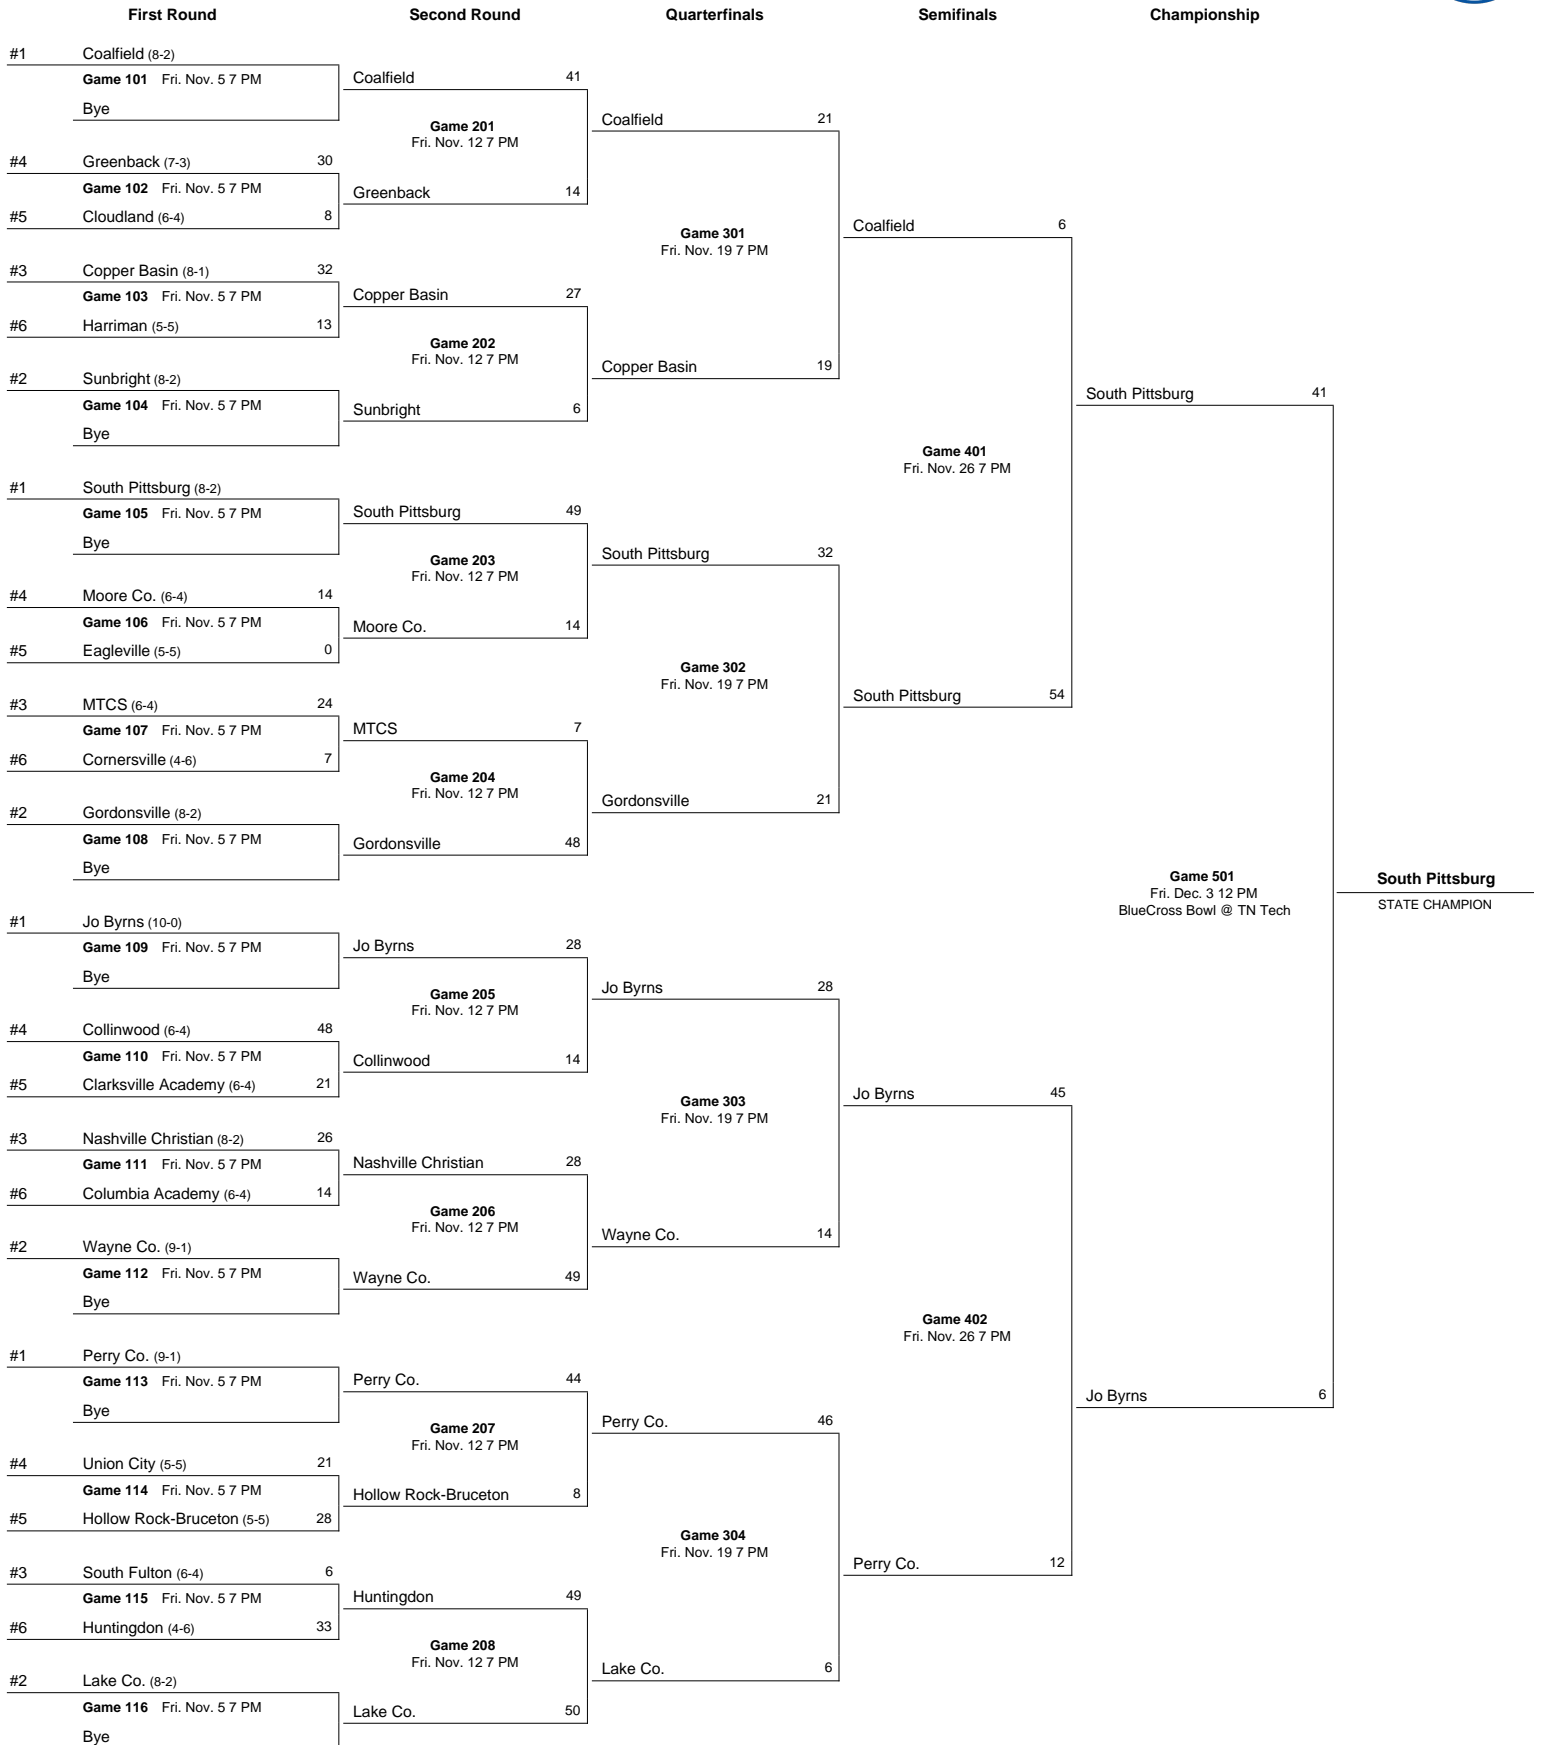 First Round Second Round Quarterfinals Semifinals Championship
#1 Coalfield (8-2)
Game 101 Fri. Nov. 5 7 PM
Bye
#4 Greenback (7-3) 30
Game 102 Fri. Nov. 5 7 PM
#5 Cloudland (6-4) 8
#3 Copper Basin (8-1) 32
Game 103 Fri. Nov. 5 7 PM
#6 Harriman (5-5) 13
#2 Sunbright (8-2)
Game 104 Fri. Nov. 5 7 PM
Bye
#1 South Pittsburg (8-2)
Game 105 Fri. Nov. 5 7 PM
Bye
#4 Moore Co. (6-4) 14
Game 106 Fri. Nov. 5 7 PM
#5 Eagleville (5-5) 0
#3 MTCS (6-4) 24
Game 107 Fri. Nov. 5 7 PM
#6 Cornersville (4-6) 7
#2 Gordonsville (8-2)
Game 108 Fri. Nov. 5 7 PM
Bye
#1 Jo Byrns (10-0)
Game 109 Fri. Nov. 5 7 PM
Bye
#4 Collinwood (6-4) 48
Game 110 Fri. Nov. 5 7 PM
#5 Clarksville Academy (6-4) 21
#3 Nashville Christian (8-2) 26
Game 111 Fri. Nov. 5 7 PM
#6 Columbia Academy (6-4) 14
#2 Wayne Co. (9-1)
Game 112 Fri. Nov. 5 7 PM
Bye
#1 Perry Co. (9-1)
Game 113 Fri. Nov. 5 7 PM
Bye
#4 Union City (5-5) 21
Game 114 Fri. Nov. 5 7 PM
#5 Hollow Rock-Bruceton (5-5) 28
#3 South Fulton (6-4) 6
Game 115 Fri. Nov. 5 7 PM
#6 Huntingdon (4-6) 33
#2 Lake Co. (8-2)
Game 116 Fri. Nov. 5 7 PM
Bye
Coalfield 41
Game 201
Fri. Nov. 12 7 PM
Greenback 14
Copper Basin 27
Game 202
Fri. Nov. 12 7 PM
Sunbright 6
South Pittsburg 49
Game 203
Fri. Nov. 12 7 PM
Moore Co. 14
MTCS 7
Game 204
Fri. Nov. 12 7 PM
Gordonsville 48
Jo Byrns 28
Game 205
Fri. Nov. 12 7 PM
Collinwood 14
Nashville Christian 28
Game 206
Fri. Nov. 12 7 PM
Wayne Co. 49
Perry Co. 44
Game 207
Fri. Nov. 12 7 PM
Hollow Rock-Bruceton 8
Huntingdon 49
Game 208
Fri. Nov. 12 7 PM
Lake Co. 50
Coalfield 21
Game 301
Fri. Nov. 19 7 PM
Copper Basin 19
South Pittsburg 32
Game 302
Fri. Nov. 19 7 PM
Gordonsville 21
Jo Byrns 28
Game 303
Fri. Nov. 19 7 PM
Wayne Co. 14
Perry Co. 46
Game 304
Fri. Nov. 19 7 PM
Lake Co. 6
Coalfield 6
Game 401
Fri. Nov. 26 7 PM
South Pittsburg 54
Jo Byrns 45
Game 402
Fri. Nov. 26 7 PM
Perry Co. 12
South Pittsburg 41
Game 501
Fri. Dec. 3 12 PM
BlueCross Bowl @ TN Tech
Jo Byrns 6
South Pittsburg
STATE CHAMPION